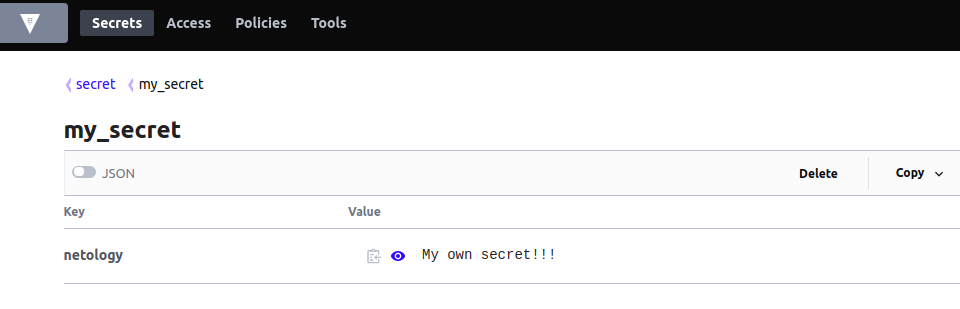 Secrets Access Policies Tools
secret my_secret
my_secret
JSON Delete Copy
Key Value
netology My own secret!!!